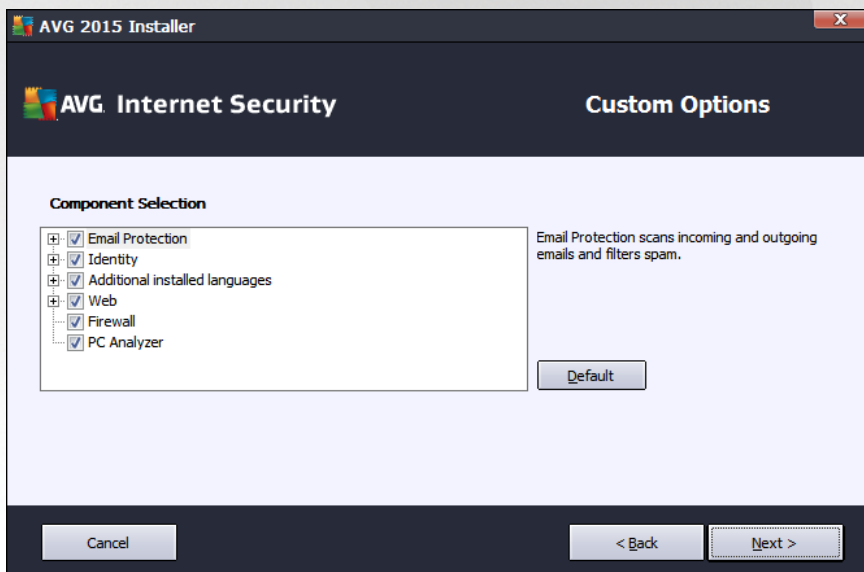 AVG 2015 Installer
AVG. Internet Security
Custom Options
Component Selection
Email Protection
Identity
Additional installed languages
Web
Firewall
PC Analyzer
Email Protection scans incoming and outgoing
emails and filters spam.
Default
Cancel
< Back
Next >